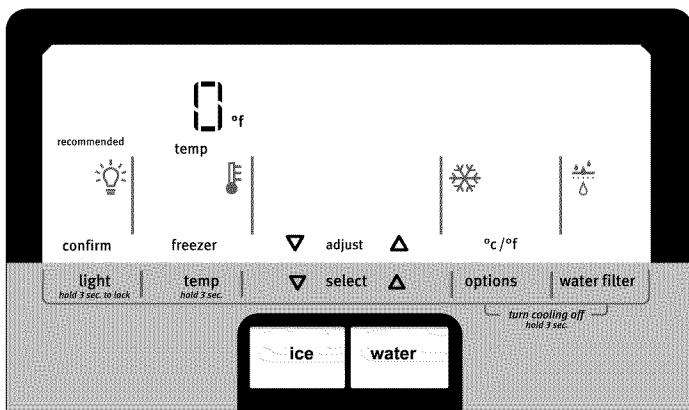 0 °f
recommended
temp
confirm freezer adjust °c/°f
light temp select options water filter
hold 3 sec. to lock hold 3 sec.
turn cooling off
hold 3 sec.
ice water